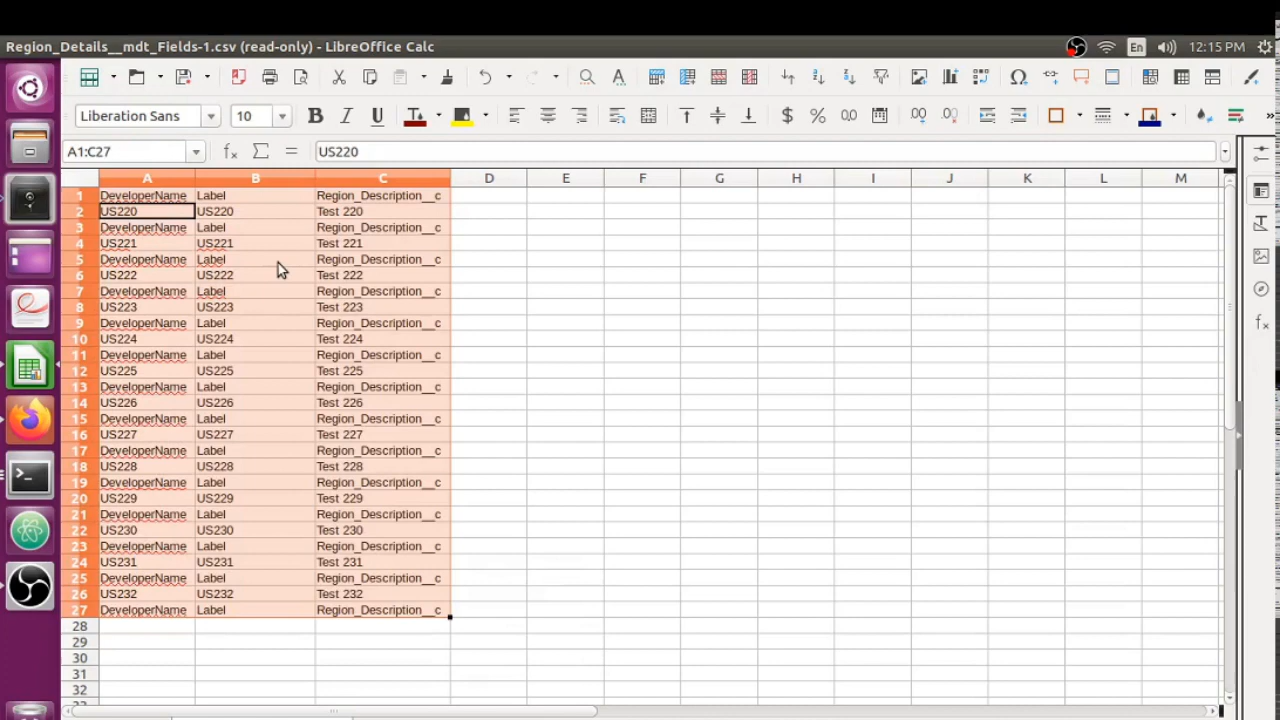 Region_Details__mdt_Fields-1.csv (read-only) - LibreOffice Calc
En
12:15 PM
Liberation Sans
10
A1:C27
US220
A B C D E F G H I J K L M
1 DeveloperName Label Region_Description__c
2 US220 US220 Test 220
3 DeveloperName Label Region_Description__c
4 US221 US221 Test 221
5 DeveloperName Label Region_Description__c
6 US222 US222 Test 222
7 DeveloperName Label Region_Description__c
8 US223 US223 Test 223
9 DeveloperName Label Region_Description__c
10 US224 US224 Test 224
11 DeveloperName Label Region_Description__c
12 US225 US225 Test 225
13 DeveloperName Label Region_Description__c
14 US226 US226 Test 226
15 DeveloperName Label Region_Description__c
16 US227 US227 Test 227
17 DeveloperName Label Region_Description__c
18 US228 US228 Test 228
19 DeveloperName Label Region_Description__c
20 US229 US229 Test 229
21 DeveloperName Label Region_Description__c
22 US230 US230 Test 230
23 DeveloperName Label Region_Description__c
24 US231 US231 Test 231
25 DeveloperName Label Region_Description__c
26 US232 US232 Test 232
27 DeveloperName Label Region_Description__c
28
29
30
31
32